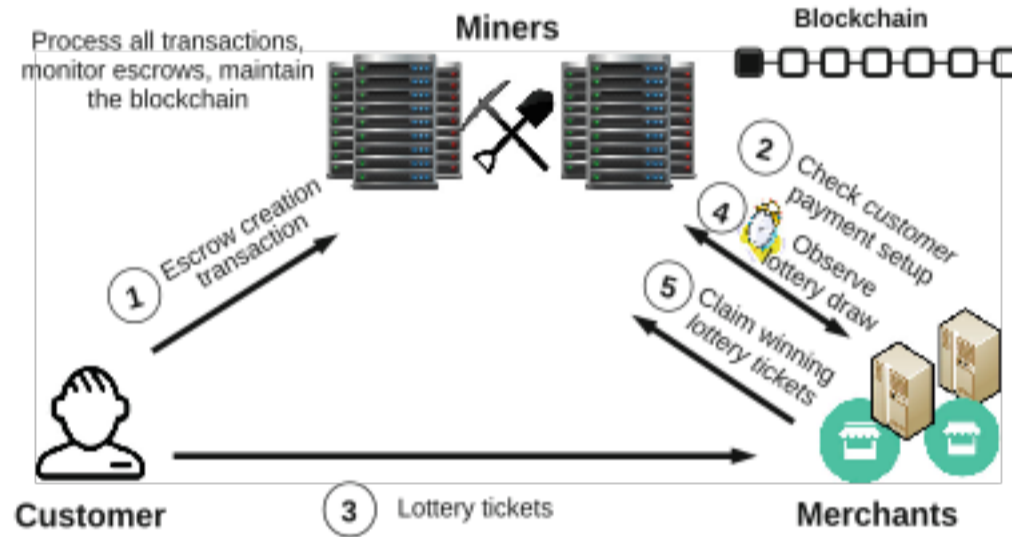 Miners
Blockchain
Process all transactions,
monitor escrows, maintain
the blockchain
2
Check customer
payment setup
4
Observe
lottery draw
1
Escrow creation
transaction
5
Claim winning
lottery tickets
3
Lottery tickets
Customer
Merchants